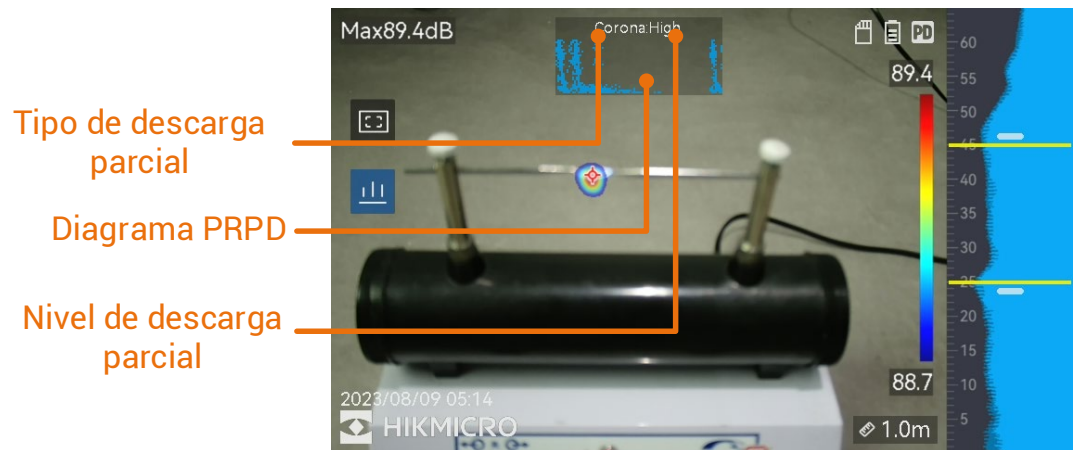 Max89.4dB
Corona:High
PD
60
89.4
55
50
Tipo de descarga
parcial
45
40
35
Diagrama PRPD
30
25
Nivel de descarga
parcial
20
15
88.7
10
2023/08/09 05:14
HIKMICRO
1.0m
5